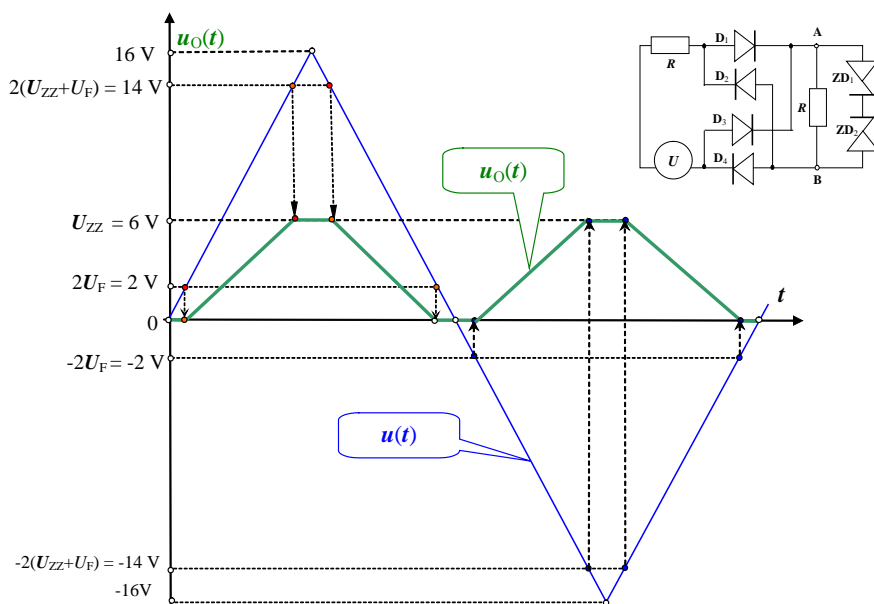 u_O(t)
16 V
2(U_ZZ+U_F) = 14 V
U_ZZ = 6 V
2U_F = 2 V
0
-2U_F = -2 V
-2(U_ZZ+U_F) = -14 V
-16V
u_O(t)
u(t)
t
D₁
A
R
D₂
ZD₁
D₃
R
ZD₂
U
D₄
B